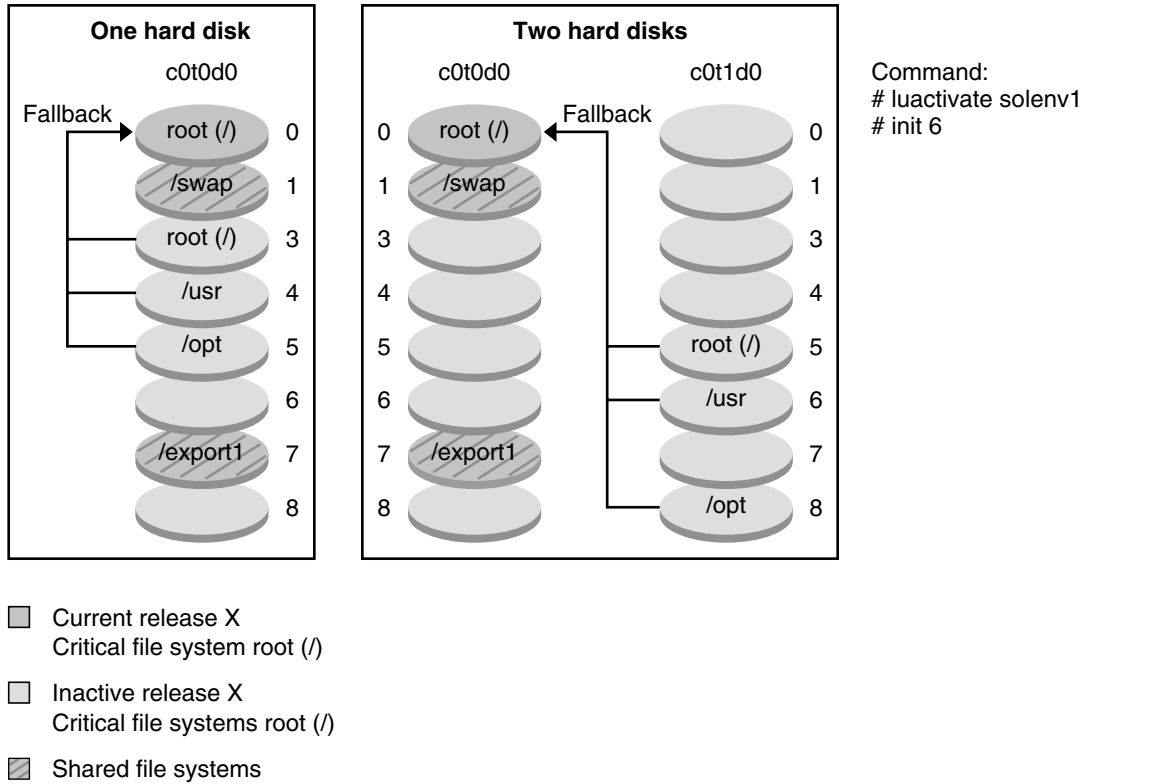 One hard disk
c0t0d0
Fallback
root (/) 0
/swap 1
root (/) 3
/usr 4
/opt 5
6
/export1 7
8
Two hard disks
c0t0d0 c0t1d0
Fallback
0 root (/) 0
1 /swap 1
3 3
4 4
5 root (/) 5
6 /usr 6
7 /export1 7
8 /opt 8
Command:
# luactivate solenv1
# init 6
Current release X
Critical file system root (/)
Inactive release X
Critical file systems root (/)
Shared file systems